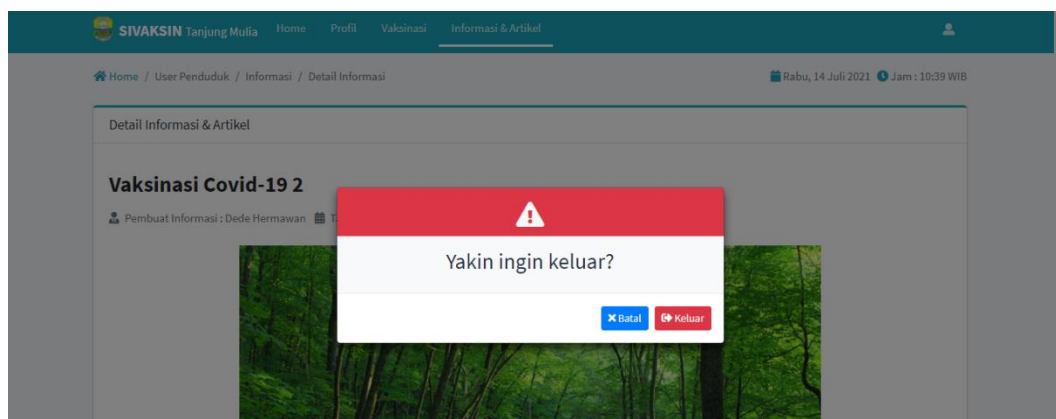 SIVAKSIN Tanjung Mulia Home Profil Vaksinasi Informasi & Artikel
Home / User Penduduk / Informasi / Detail Informasi Rabu, 14 Juli 2021 Jam : 10:39 WIB
Detail Informasi & Artikel
Vaksinasi Covid-19 2
Pembuat Informasi : Dede Hermawan
Yakin ingin keluar?
Batal Keluar